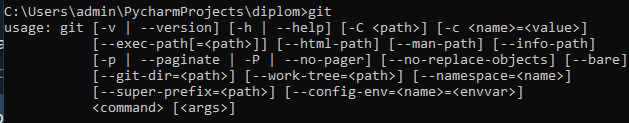 C:\Users\admin\PycharmProjects\diplom>git
usage: git [-v | --version] [-h | --help] [-C <path>] [-c <name>=<value>]
           [--exec-path[=<path>]] [--html-path] [--man-path] [--info-path]
           [-p | --paginate | -P | --no-pager] [--no-replace-objects] [--bare]
           [--git-dir=<path>] [--work-tree=<path>] [--namespace=<name>]
           [--super-prefix=<path>] [--config-env=<name>=<envvar>]
           <command> [<args>]